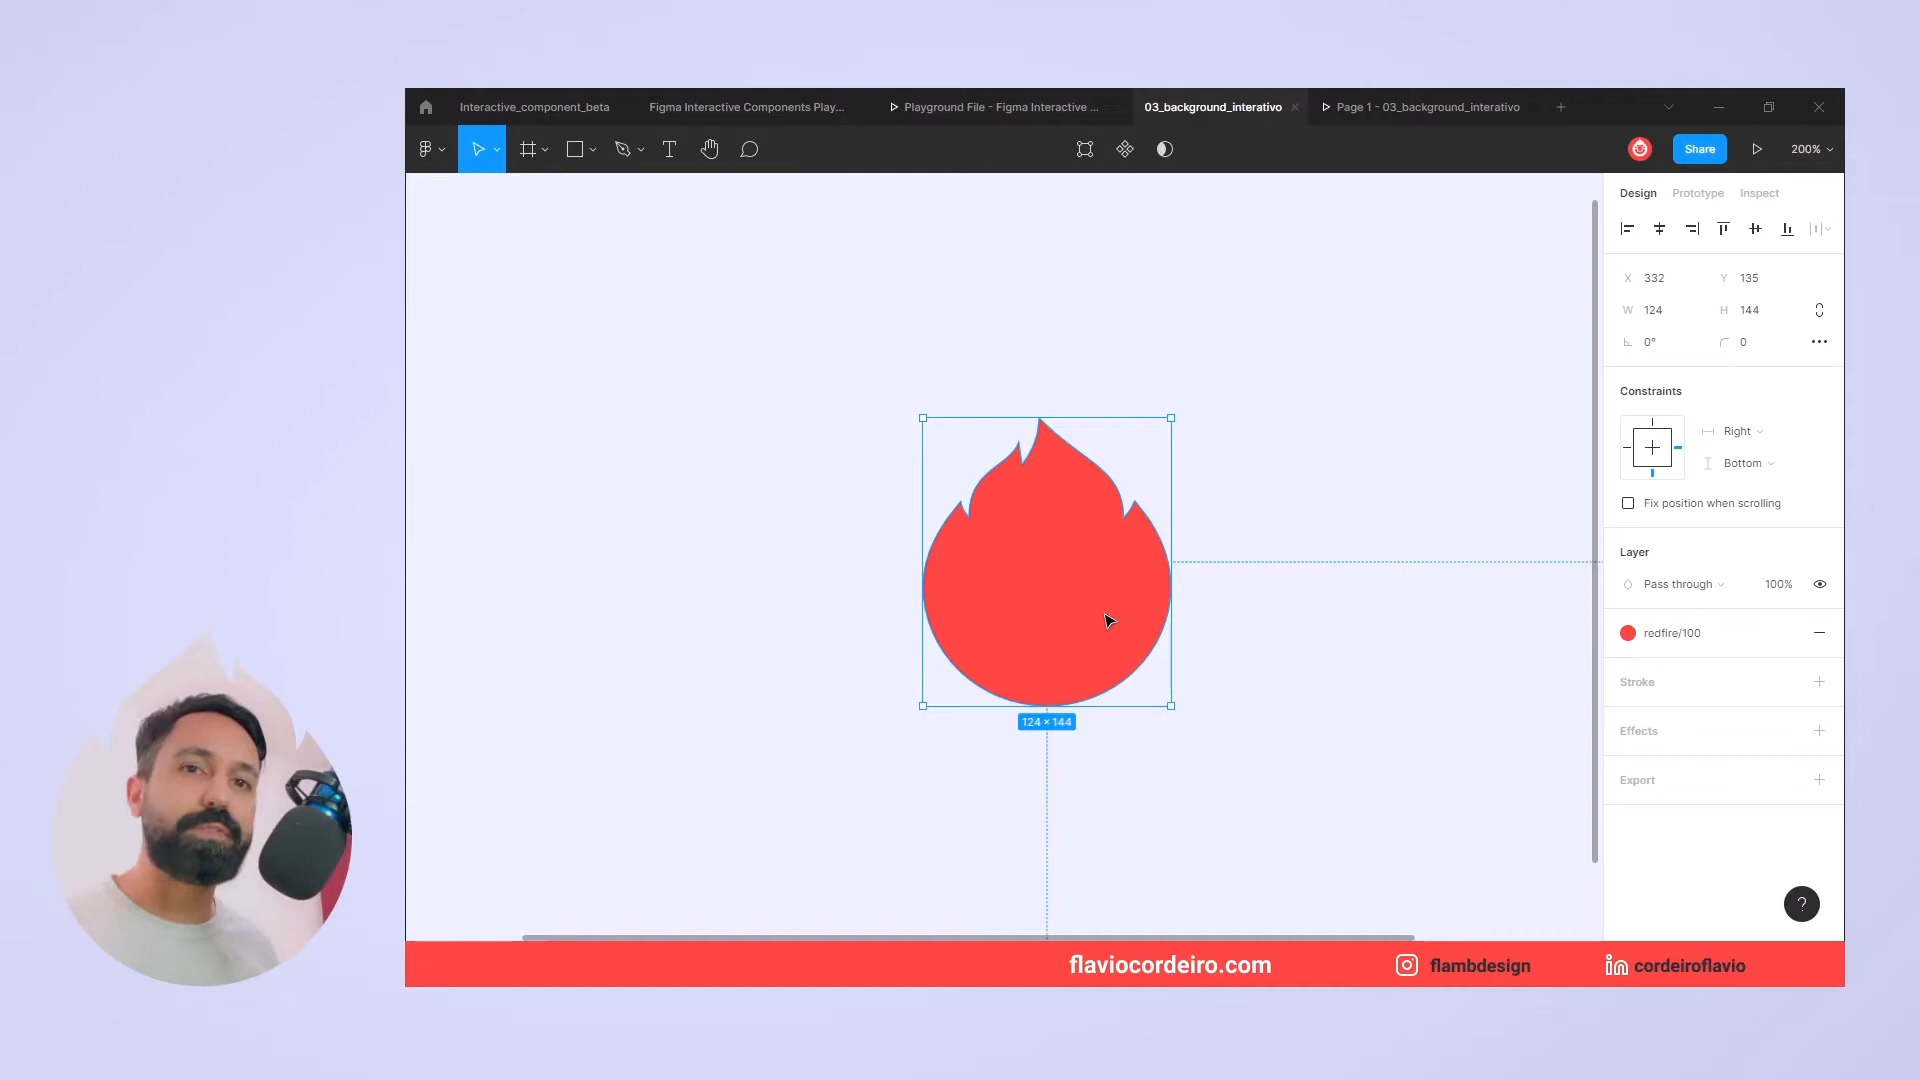 Interactive_component_beta
Figma Interactive Components Play...
Playground File - Figma Interactive ...
03_background_interativo
Page 1 - 03_background_interativo
Share
200%
Design Prototype Inspect
X 332 Y 135
W 124 H 144
0° 0
Constraints
Right
Bottom
Fix position when scrolling
Layer
Pass through 100%
redfire/100
Stroke
Effects
Export
124 × 144
?
flaviocordeiro.com
flambdesign
in cordeiroflavio